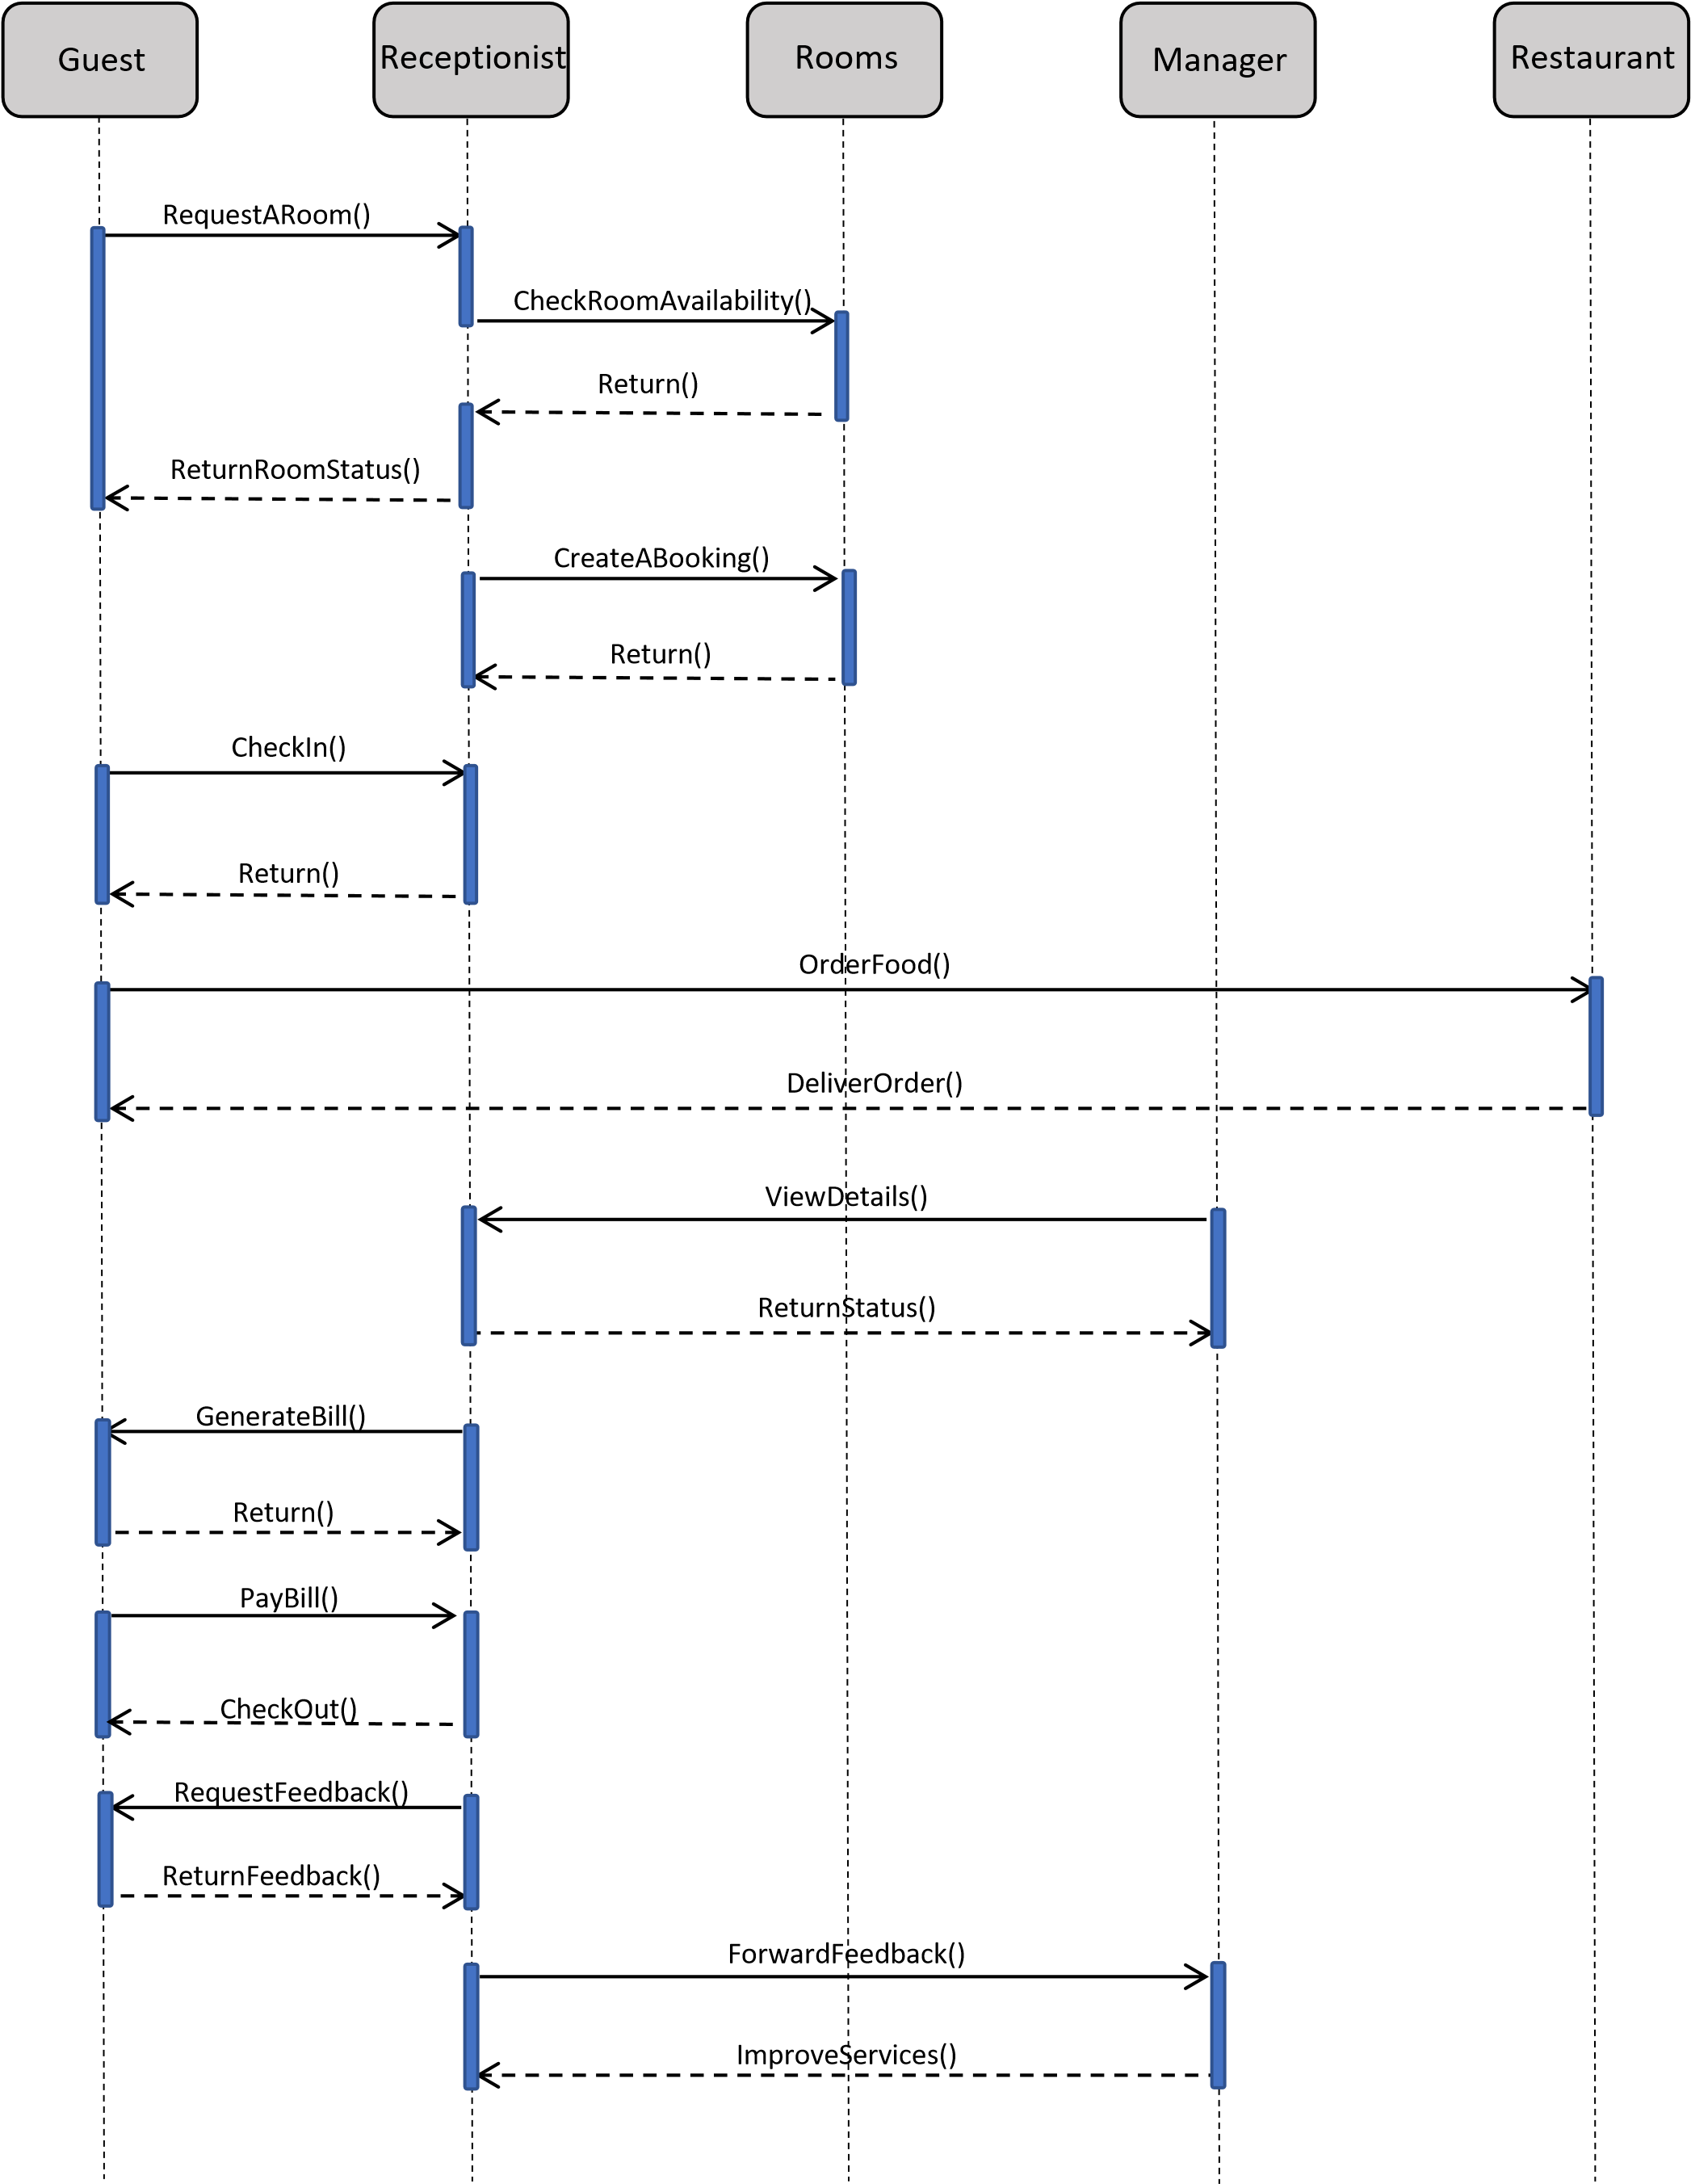 Guest
Receptionist
Rooms
Manager
Restaurant
RequestARoom()
CheckRoomAvailability()
Return()
ReturnRoomStatus()
CreateABooking()
Return()
CheckIn()
Return()
OrderFood()
DeliverOrder()
ViewDetails()
ReturnStatus()
GenerateBill()
Return()
PayBill()
CheckOut()
RequestFeedback()
ReturnFeedback()
ForwardFeedback()
ImproveServices()